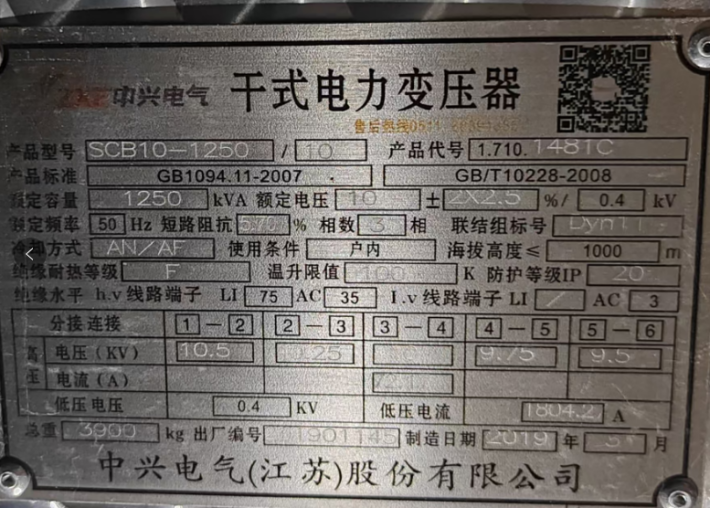 中兴电气 干式电力变压器
售后热线0511
产品型号 SCB10-1250 / 10 产品代号 1.710.1481C
产品标准 GB1094.11-2007 GB/T10228-2008
额定容量 1250 kVA 额定电压 10 ± 2X2.5 %/ 0.4 kV
额定频率 50 Hz 短路阻抗 % 相数 3 相 联结组标号 Dyn11
冷却方式 AN/AF 使用条件 户内 海拔高度≤ 1000 m
绝缘耐热等级 F 温升限值 100 K 防护等级IP 20
绝缘水平 h.v线路端子 LI 75 AC 35 I.v线路端子 LI / AC 3
分接连接 1-2 2-3 3-4 4-5 5-6
高压 电压(KV) 10.5 .25 9.75 9.5
电流(A)
低压电压 0.4 KV 低压电流 1804.2 A
总重 kg 出厂编号 1901145 制造日期 2019 年 月
中兴电气(江苏)股份有限公司